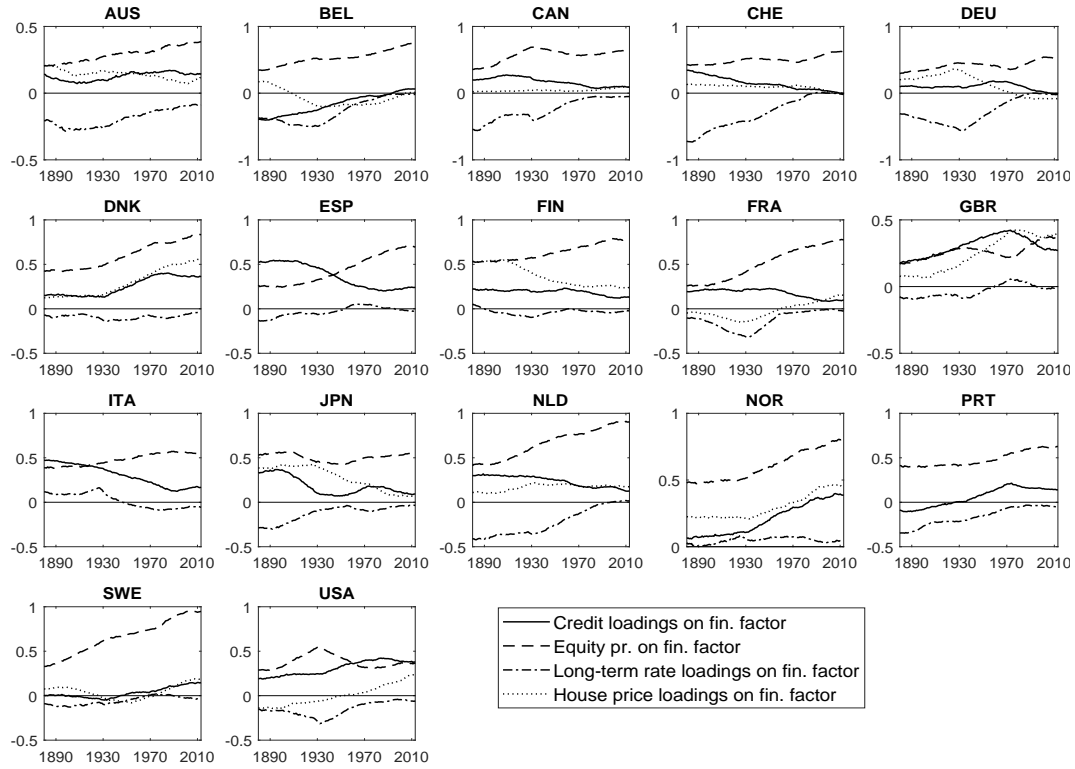 AUS BEL CAN CHE DEU
0.5 1 1 1 1
0 0 0 0 0
-0.5 -1 -1 -1 -1
1890 1930 1970 2010 1890 1930 1970 2010 1890 1930 1970 2010 1890 1930 1970 2010 1890 1930 1970 2010
DNK ESP FIN FRA GBR
1 1 1 1 0.5
0.5 0.5 0.5 0.5
0 0 0 0 0
-0.5 -0.5 -0.5 -0.5 -0.5
1890 1930 1970 2010 1890 1930 1970 2010 1890 1930 1970 2010 1890 1930 1970 2010 1890 1930 1970 2010
ITA JPN NLD NOR PRT
1 1 1 1 1
0.5 0.5 0.5 0.5 0.5
0 0 0 0
-0.5 -0.5 -0.5 0 -0.5
1890 1930 1970 2010 1890 1930 1970 2010 1890 1930 1970 2010 1890 1930 1970 2010 1890 1930 1970 2010
SWE USA
1 1
0.5 0.5
0 0
-0.5 -0.5
1890 1930 1970 2010 1890 1930 1970 2010
Credit loadings on fin. factor
Equity pr. on fin. factor
Long-term rate loadings on fin. factor
House price loadings on fin. factor